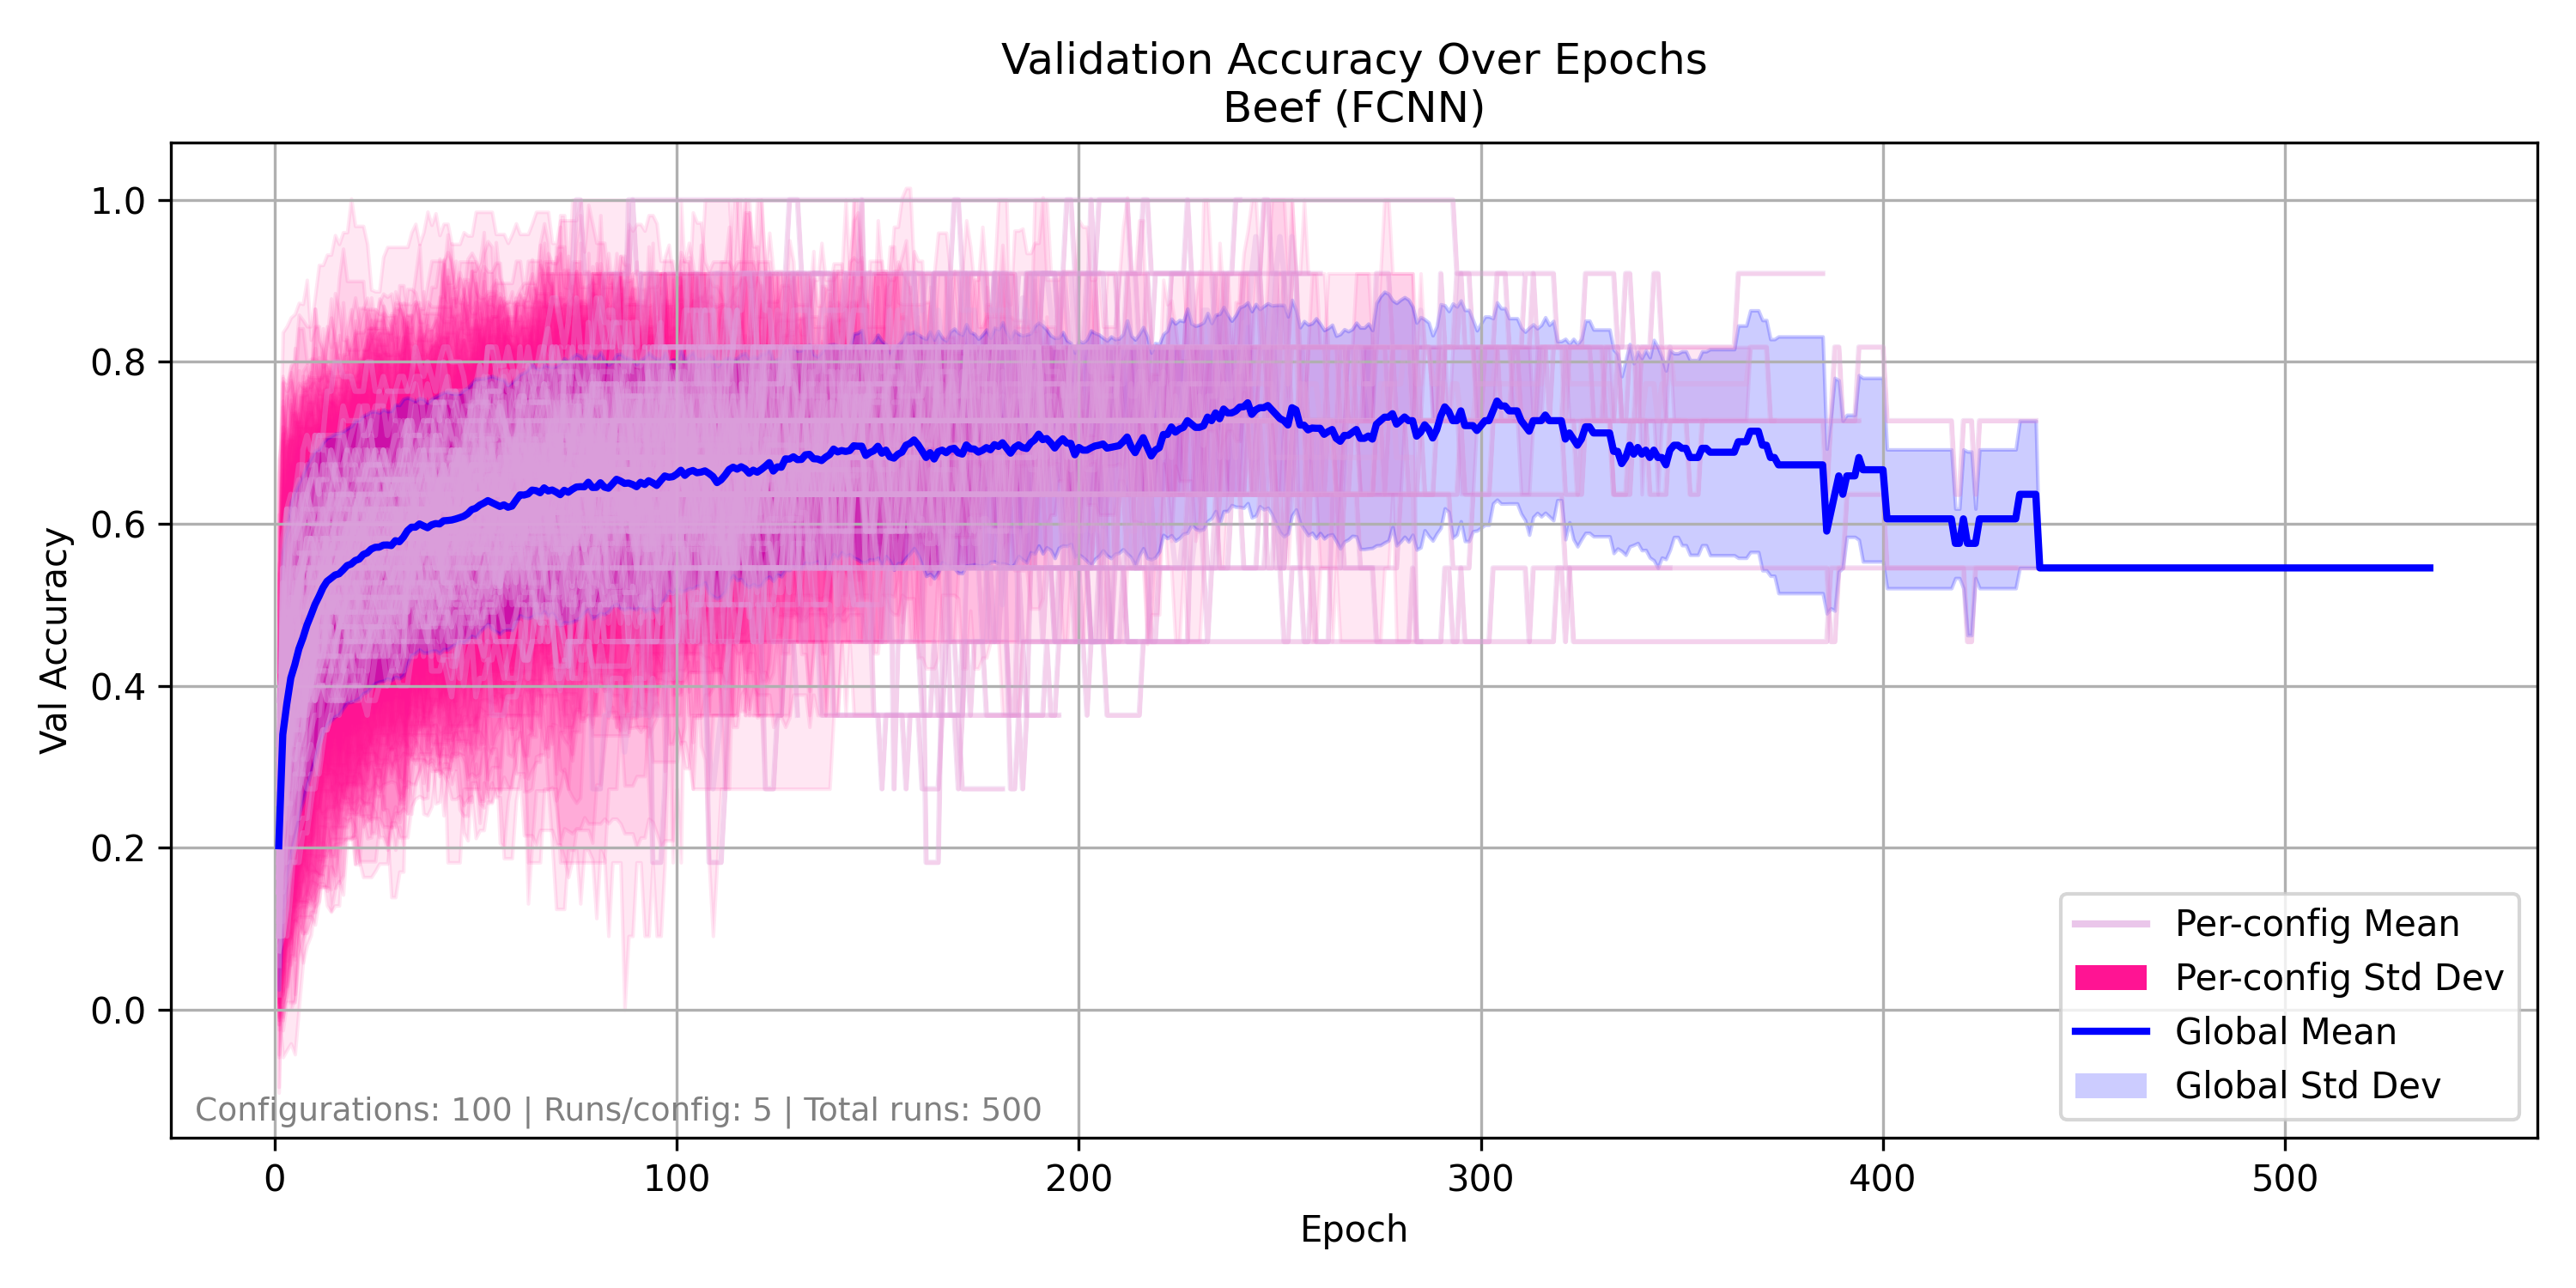 Validation Accuracy Over Epochs
Beef (FCNN)
Val Accuracy
1.0
0.8
0.6
0.4
0.2
0.0
Per-config Mean
Per-config Std Dev
Global Mean
Global Std Dev
Configurations: 100 | Runs/config: 5 | Total runs: 500
0 100 200 300 400 500
Epoch